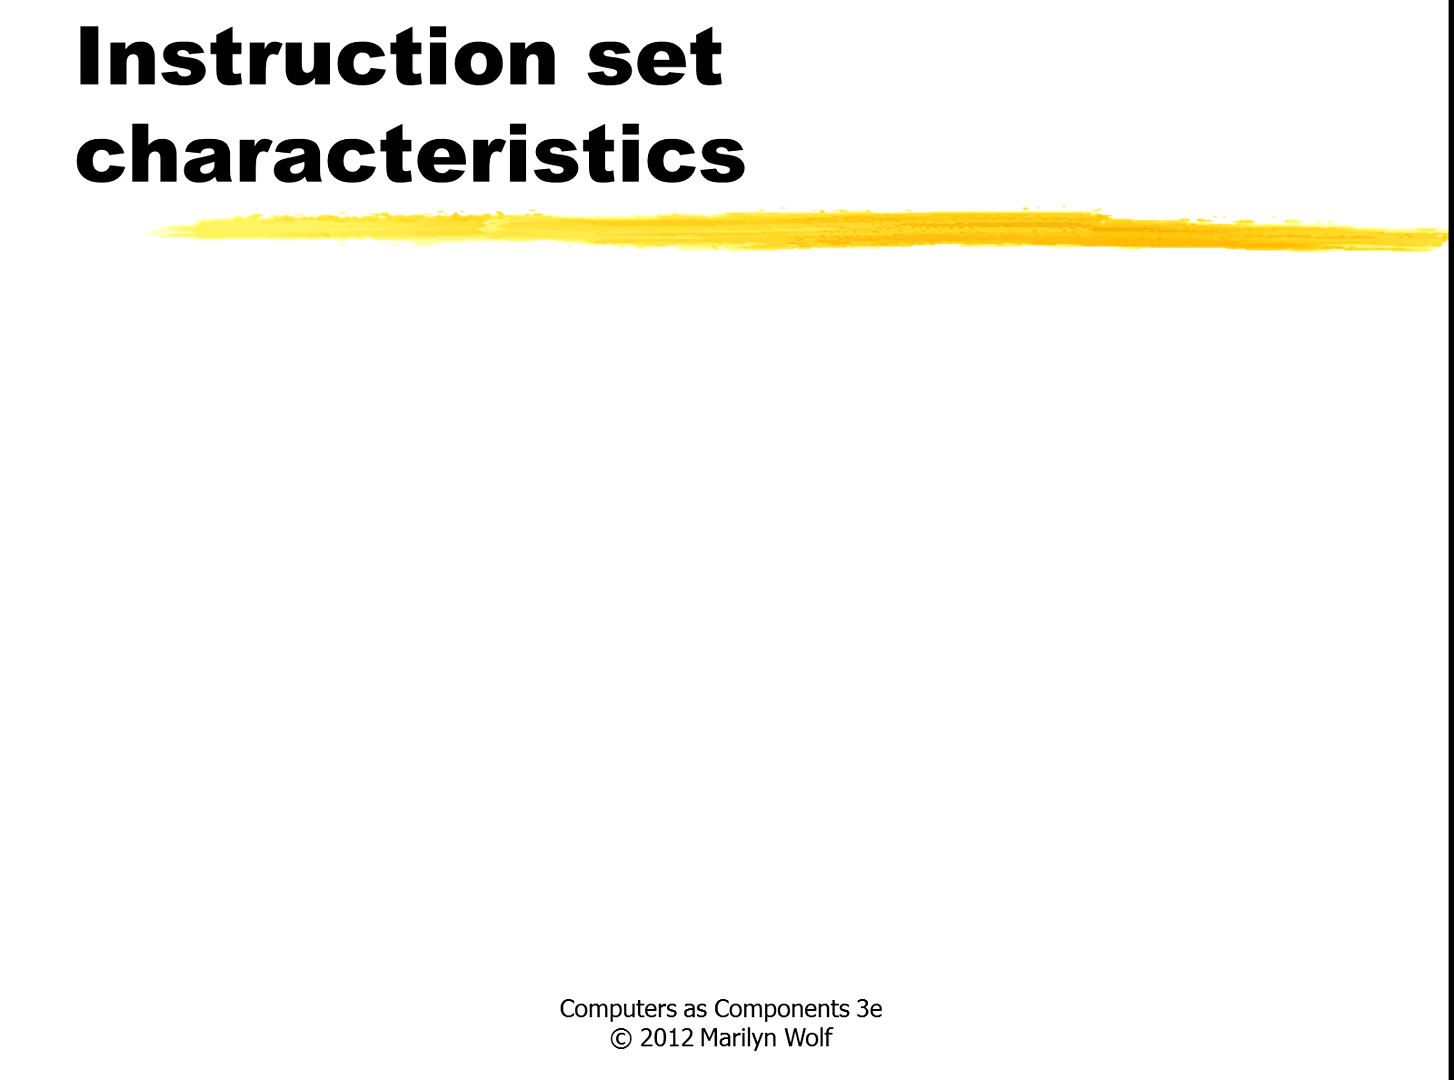 Instruction set
characteristics
Computers as Components 3e
© 2012 Marilyn Wolf